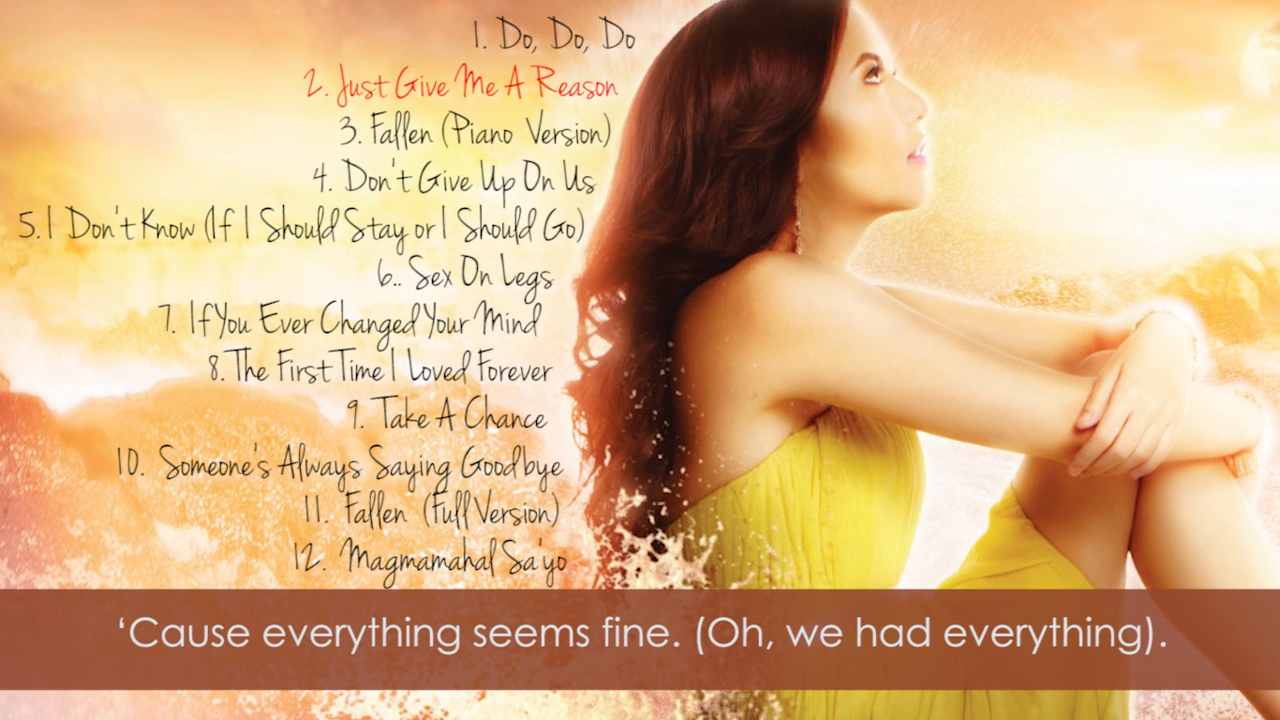 1. Do, Do, Do
2. Just Give Me A Reason
3. Fallen (Piano Version)
4. Don't Give Up On Us
5. I Don't Know (If I Should Stay or I Should Go)
6.. Sex On Legs
7. If You Ever Changed Your Mind
8. The First Time I Loved Forever
9. Take A Chance
10. Someone's Always Saying Goodbye
11. Fallen (Full Version)
12. Magmamahal Sa'yo
‘Cause everything seems fine. (Oh, we had everything).